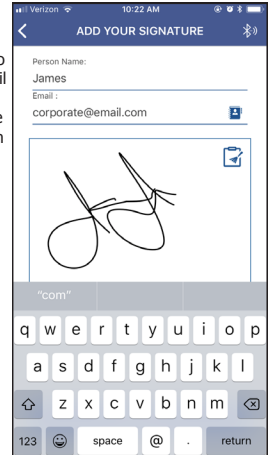 Verizon 10:22 AM
ADD YOUR SIGNATURE
Person Name:
James
Email :
corporate@email.com
"com"
q w e r t y u i o p
a s d f g h j k l
z x c v b n m
123 space @ . return